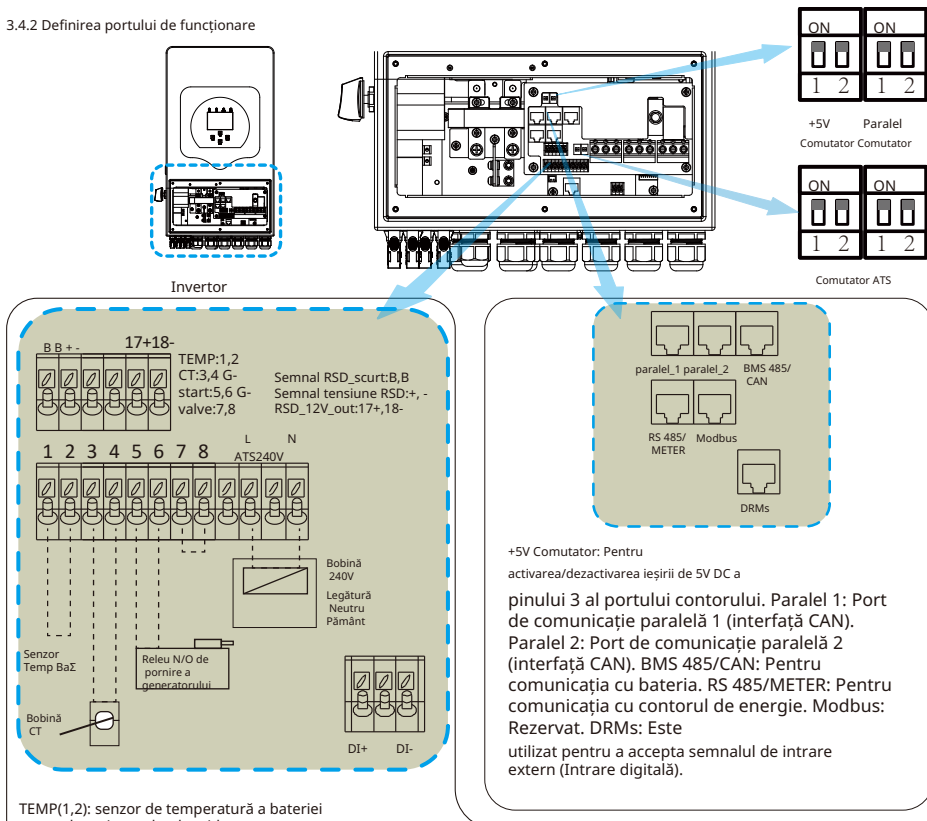 3.4.2 Definirea portului de funcționare
ON ON
1 2 1 2
+5V Paralel
Comutator Comutator
ON ON
1 2 1 2
Comutator ATS
Invertor
B B + - 17+18-
TEMP:1,2
CT:3,4 G-
start:5,6 G-
valve:7,8
Semnal RSD_scurt:B,B
Semnal tensiune RSD:+, -
RSD_12V_out:17+,18-
1 2 3 4 5 6 7 8
L N
ATS240V
Bobină
240V
Legătură
Neutru
Pământ
Senzor
Temp BaΣ
Releu N/O de
pornire a
generatorului
Bobină
CT
DI+ DI-
TEMP(1,2): senzor de temperatură a bateriei
paralel_1 paralel_2 BMS 485/
CAN
RS 485/
METER
Modbus
DRMs
+5V Comutator: Pentru
activarea/dezactivarea ieșirii de 5V DC a
pinului 3 al portului contorului. Paralel 1: Port
de comunicație paralelă 1 (interfață CAN).
Paralel 2: Port de comunicație paralelă 2
(interfață CAN). BMS 485/CAN: Pentru
comunicația cu bateria. RS 485/METER: Pentru
comunicația cu contorul de energie. Modbus:
Rezervat. DRMs: Este
utilizat pentru a accepta semnalul de intrare
extern (Intrare digitală).